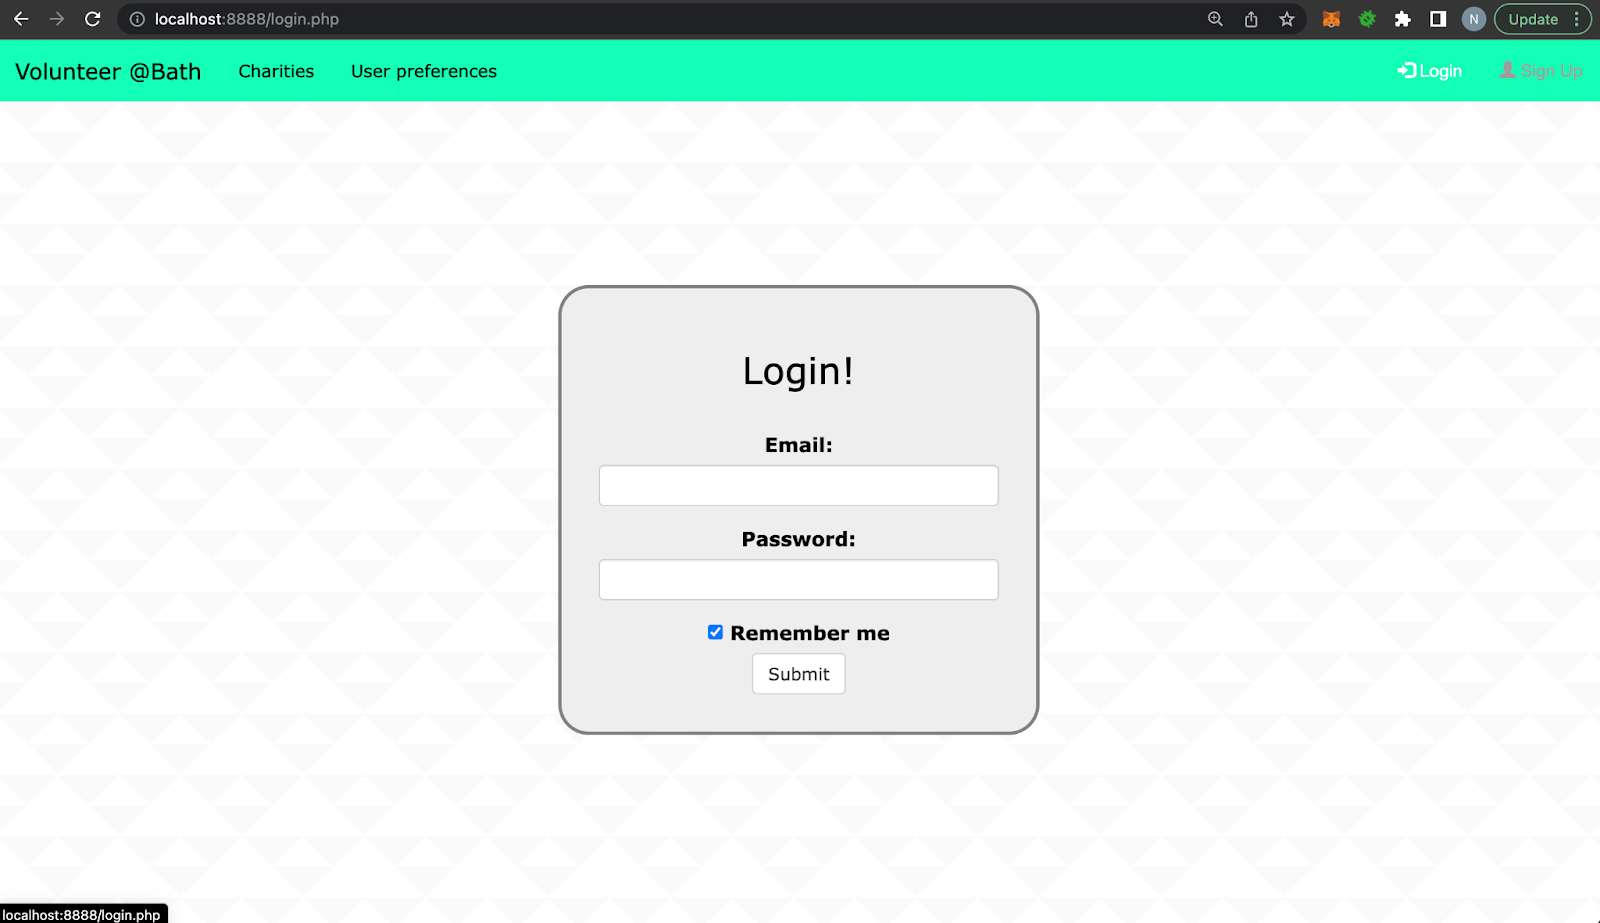 localhost:8888/login.php
N
Update
Volunteer @Bath Charities User preferences Login Sign Up
Login!
Email:
Password:
Remember me
Submit
localhost:8888/login.php